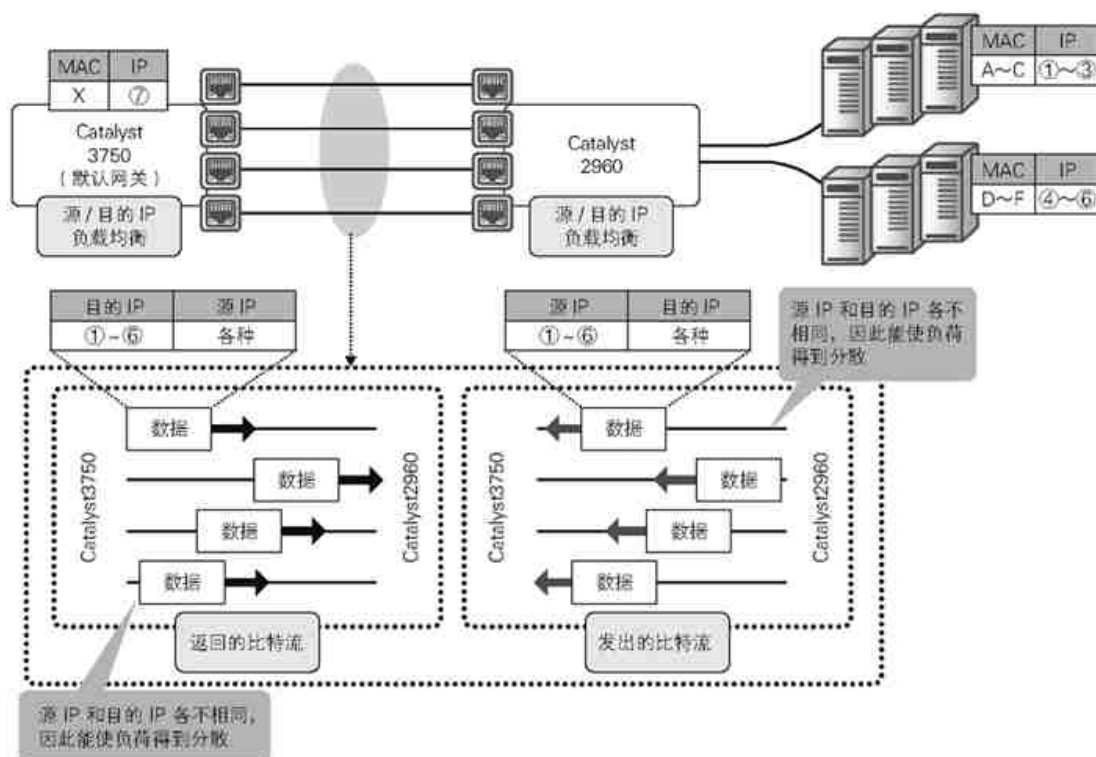 MAC IP
X ⑦
Catalyst
3750
（默认网关）
源 / 目的 IP
负载均衡
Catalyst
2960
源 / 目的 IP
负载均衡
MAC IP
A～C ①～③
MAC IP
D～F ④～⑥
目的 IP 源 IP
①~⑥ 各种
源 IP 目的 IP
①~⑥ 各种
源 IP 和目的 IP 各不
相同，因此能使负荷
得到分散
Catalyst3750
数据
数据
数据
数据
Catalyst2960
返回的比特流
Catalyst3750
数据
数据
数据
数据
Catalyst2960
发出的比特流
源 IP 和目的 IP 各不相同，
因此能使负荷得到分散